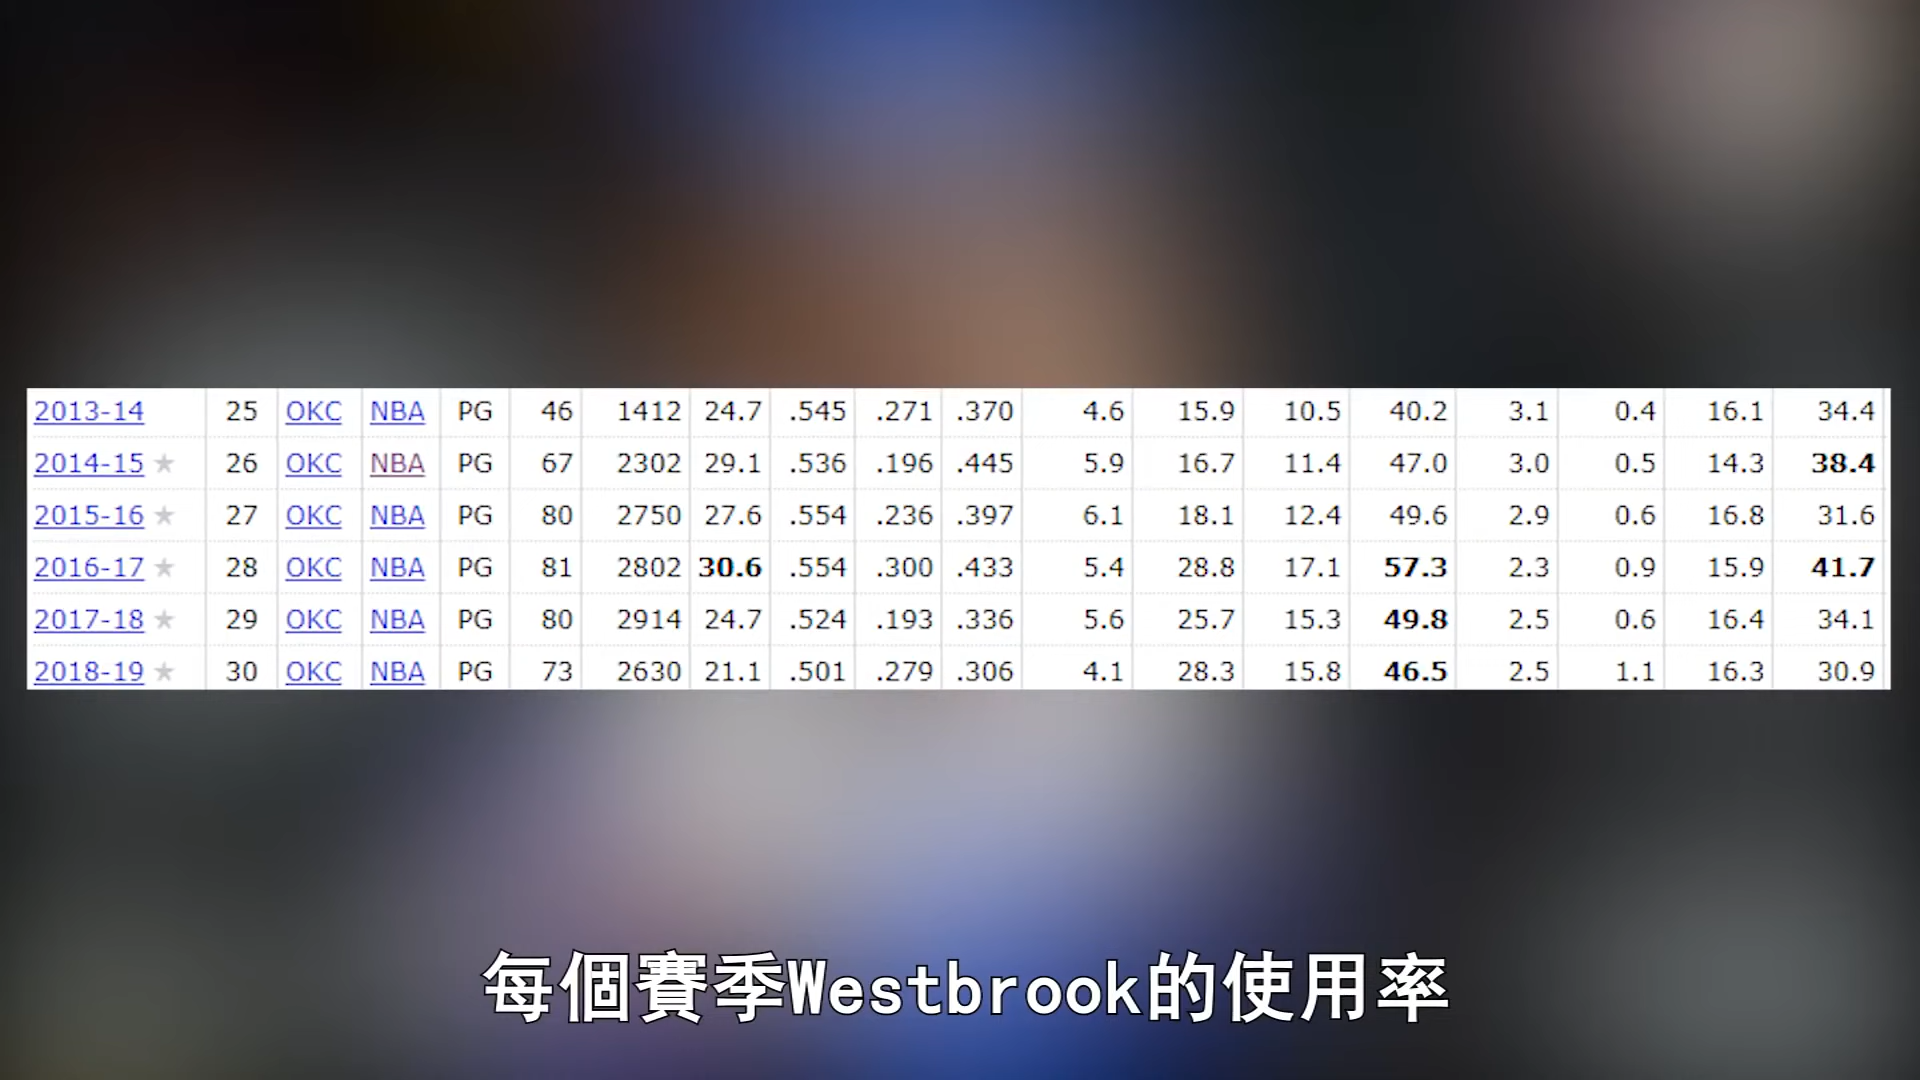 2013-14 25 OKC NBA PG 46 1412 24.7 .545 .271 .370 4.6 15.9 10.5 40.2 3.1 0.4 16.1 34.4
2014-15 ★ 26 OKC NBA PG 67 2302 29.1 .536 .196 .445 5.9 16.7 11.4 47.0 3.0 0.5 14.3 38.4
2015-16 ★ 27 OKC NBA PG 80 2750 27.6 .554 .236 .397 6.1 18.1 12.4 49.6 2.9 0.6 16.8 31.6
2016-17 ★ 28 OKC NBA PG 81 2802 30.6 .554 .300 .433 5.4 28.8 17.1 57.3 2.3 0.9 15.9 41.7
2017-18 ★ 29 OKC NBA PG 80 2914 24.7 .524 .193 .336 5.6 25.7 15.3 49.8 2.5 0.6 16.4 34.1
2018-19 ★ 30 OKC NBA PG 73 2630 21.1 .501 .279 .306 4.1 28.3 15.8 46.5 2.5 1.1 16.3 30.9
每個賽季Westbrook的使用率